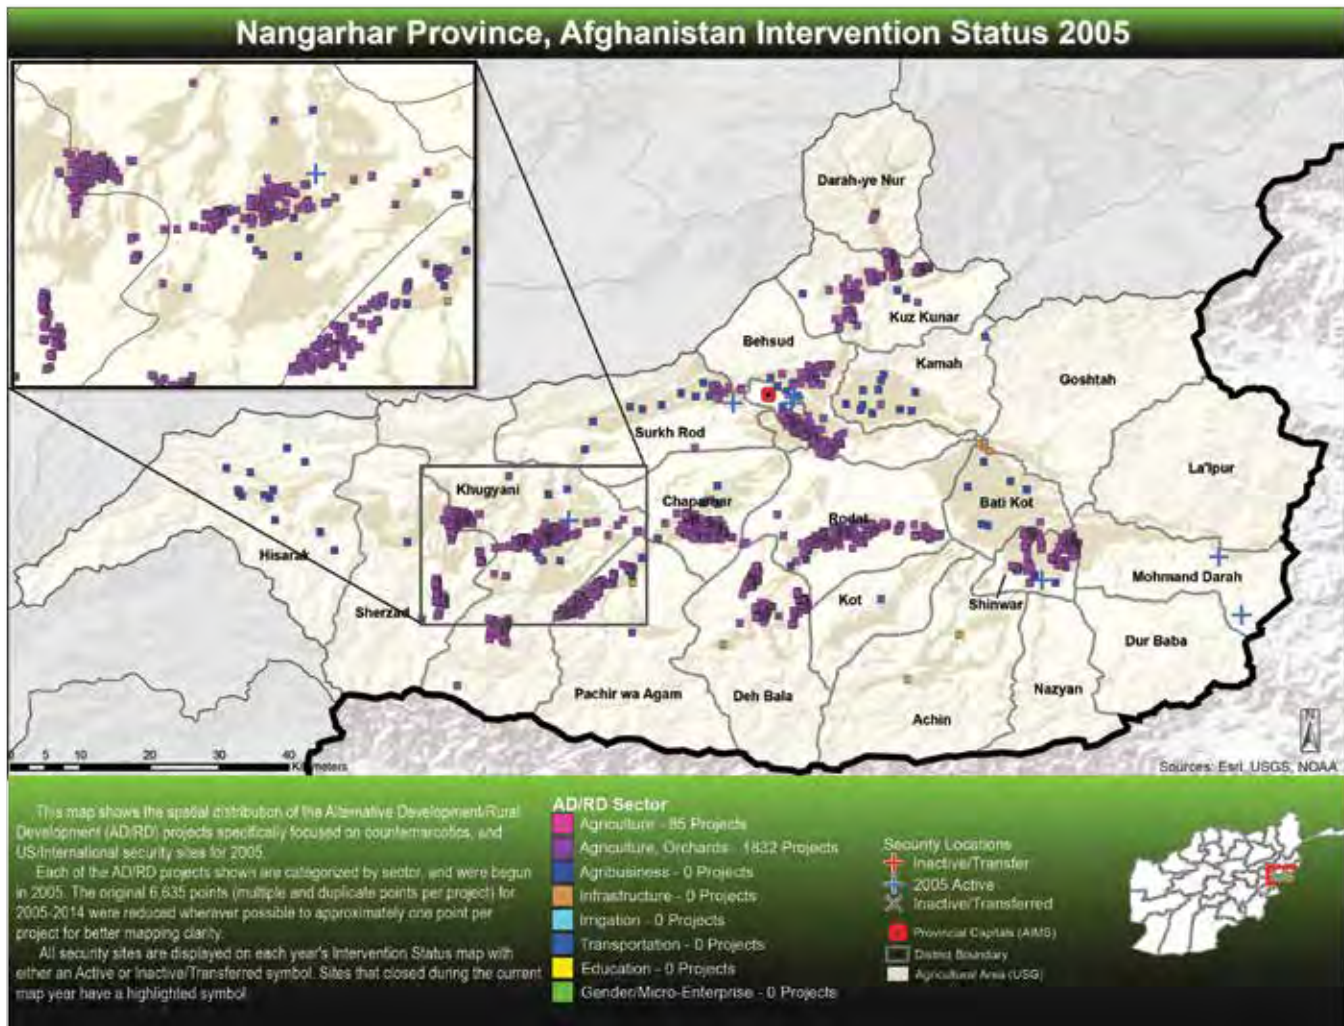 Nangarhar Province, Afghanistan Intervention Status 2005
Darah-ye Nur
Kuz Kunar
Behsud
Kamah
Goshtah
Surkh Rod
La'lpur
Khugyani
Chaparhar
Rodat
Bati Kot
Hisarak
Mohmand Darah
Sherzad
Kot
Shinwar
Dur Baba
Pachir wa Agam
Deh Bala
Nazyan
Achin
0 5 10 20 30 40
Kilometers
N
Sources: Esri, USGS, NOAA
This map shows the spatial distribution of the Alternative Development/Rural
Development (AD/RD) projects specifically focused on counternarcotics, and
US/International security sites for 2005.
Each of the AD/RD projects shown are categorized by sector, and were begun
in 2005. The original 6,635 points (multiple and duplicate points per project) for
2005-2014 were reduced wherever possible to approximately one point per
project for better mapping clarity.
All security sites are displayed on each year's Intervention Status map with
either an Active or Inactive/Transferred symbol. Sites that closed during the current
map year have a highlighted symbol.
AD/RD Sector
Agriculture - 85 Projects
Agriculture, Orchards - 1832 Projects
Agribusiness - 0 Projects
Infrastructure - 0 Projects
Irrigation - 0 Projects
Transportation - 0 Projects
Education - 0 Projects
Gender/Micro-Enterprise - 0 Projects
Security Locations
Inactive/Transfer
2005 Active
Inactive/Transferred
Provincial Capitals (AIMS)
District Boundary
Agricultural Area (USG)